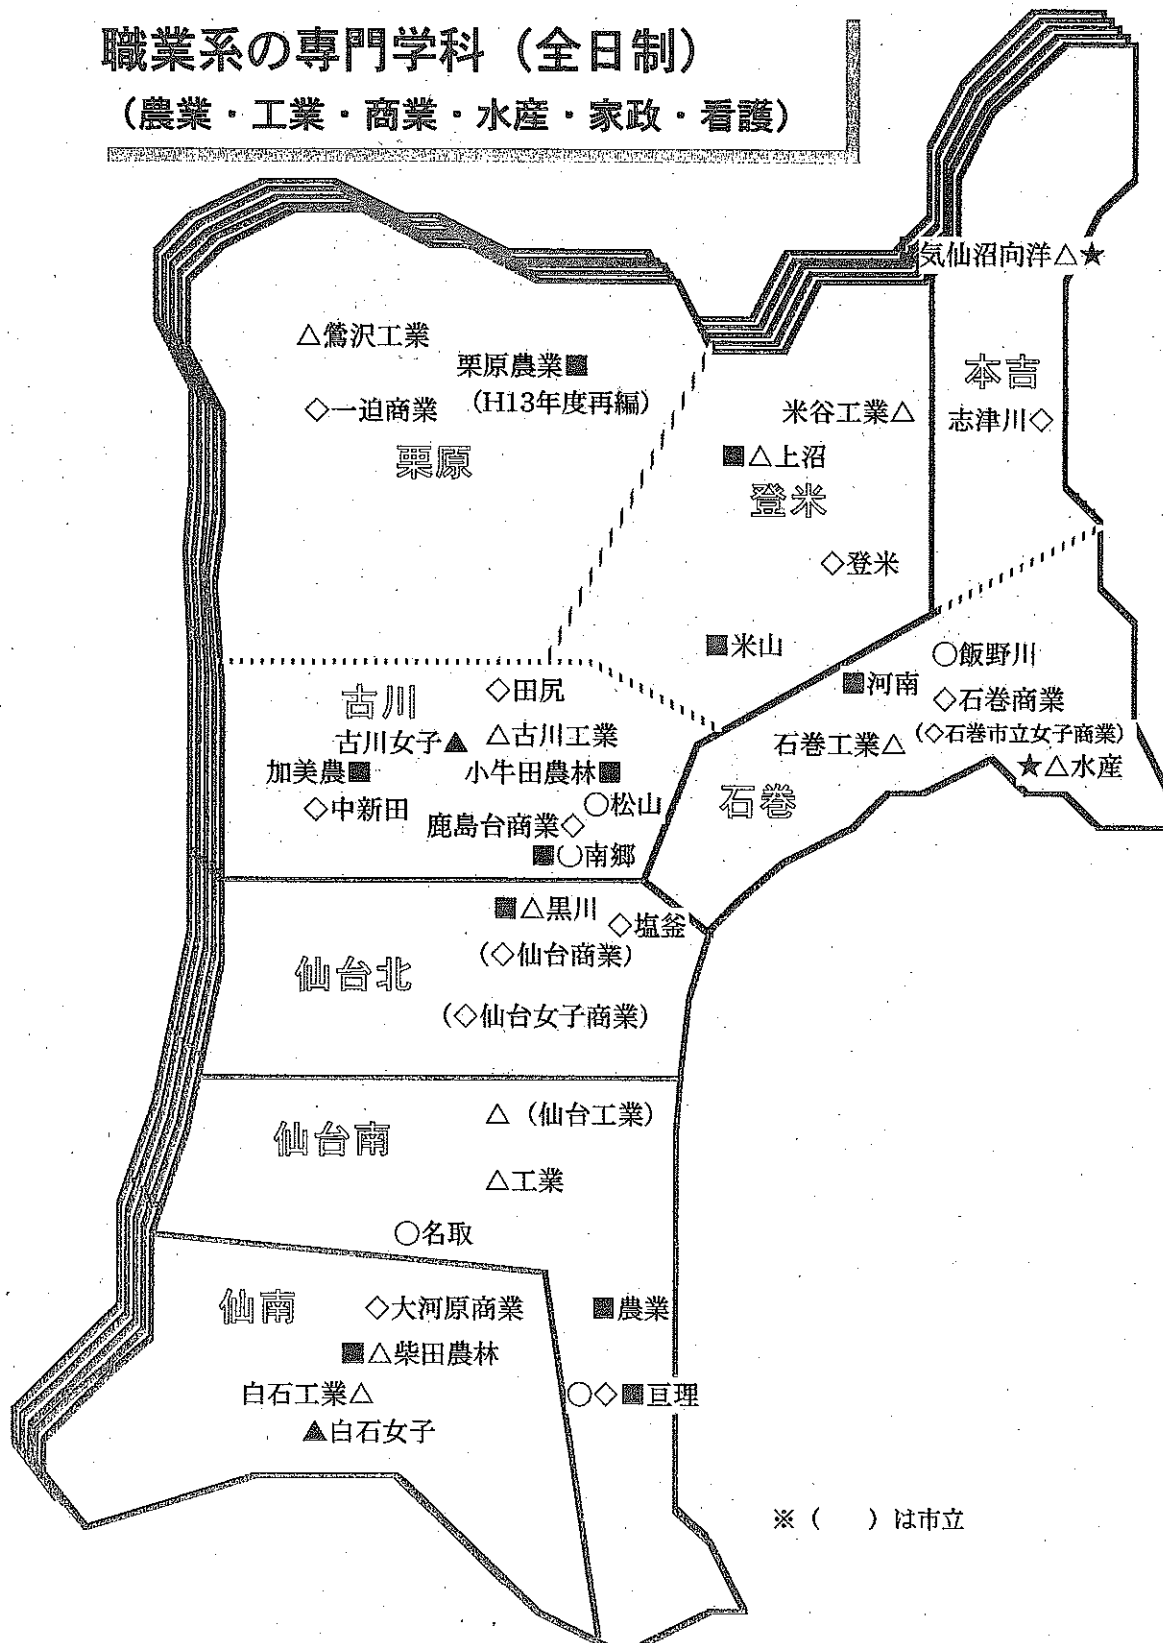 職業系の専門学科（全日制）
（農業・工業・商業・水産・家政・看護）
気仙沼向洋△★
△鶯沢工業
栗原農業■
（H13年度再編）
◇一迫商業
栗原
本吉
志津川◇
米谷工業△
■△上沼
登米
◇登米
■米山
○飯野川
■河南
◇石巻商業
（◇石巻市立女子商業）
石巻工業△
★△水産
石巻
古川
◇田尻
古川女子▲
△古川工業
加美農■
小牛田農林■
◇中新田
○松山
鹿島台商業◇
■○南郷
■△黒川
◇塩釜
（◇仙台商業）
仙台北
（◇仙台女子商業）
△（仙台工業）
仙台南
△工業
○名取
仙南
◇大河原商業
■農業
■△柴田農林
白石工業△
○◇■亘理
▲白石女子
※（　　）は市立